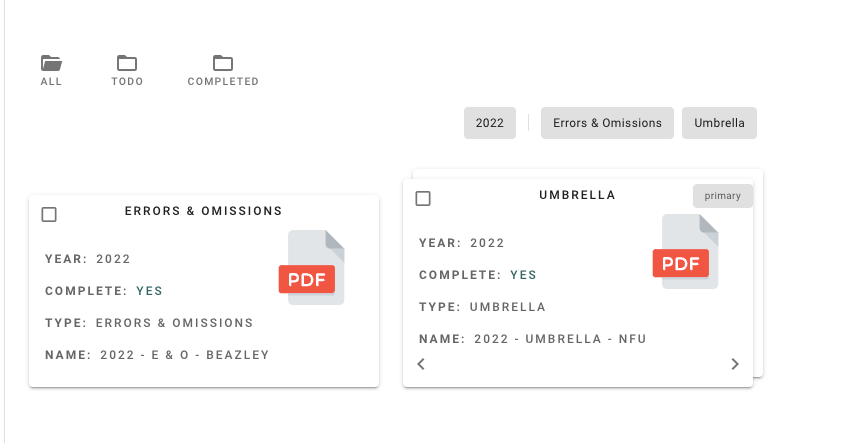 ALL TODO COMPLETED
2022 Errors & Omissions Umbrella
ERRORS & OMISSIONS
YEAR: 2022
COMPLETE: YES
TYPE: ERRORS & OMISSIONS
NAME: 2022 - E & O - BEAZLEY
PDF
UMBRELLA
primary
YEAR: 2022
COMPLETE: YES
TYPE: UMBRELLA
NAME: 2022 - UMBRELLA - NFU
PDF